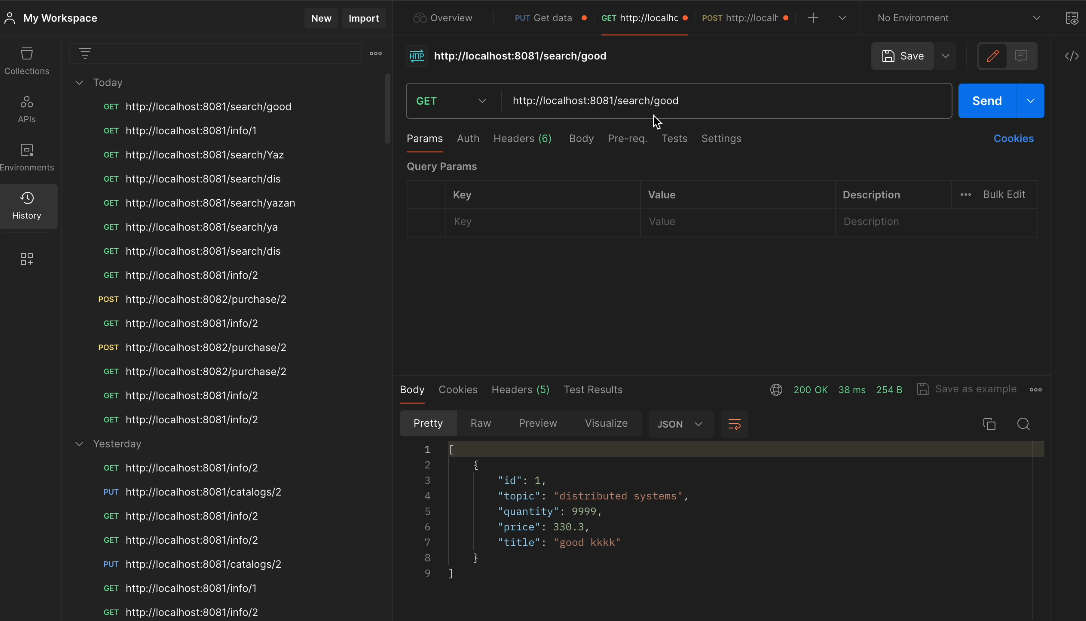 My Workspace
New
Import
Overview
PUT Get data
GET http://localhc
POST http://localh
No Environment
Collections
APIs
Environments
History
Today
GET http://localhost:8081/search/good
GET http://localhost:8081/info/1
GET http://localhost:8081/search/Yaz
GET http://localhost:8081/search/dis
GET http://localhost:8081/search/yazan
GET http://localhost:8081/search/ya
GET http://localhost:8081/search/dis
GET http://localhost:8081/info/2
POST http://localhost:8082/purchase/2
GET http://localhost:8081/info/2
POST http://localhost:8082/purchase/2
GET http://localhost:8082/purchase/2
GET http://localhost:8081/info/2
GET http://localhost:8081/info/2
Yesterday
GET http://localhost:8081/info/2
PUT http://localhost:8081/catalogs/2
GET http://localhost:8081/info/2
GET http://localhost:8081/info/2
PUT http://localhost:8081/catalogs/2
GET http://localhost:8081/info/1
GET http://localhost:8081/info/2
HTTP http://localhost:8081/search/good
Save
GET http://localhost:8081/search/good
Send
Params Auth Headers (6) Body Pre-req. Tests Settings
Cookies
Query Params
Key Value Description Bulk Edit
Key Value Description
Body Cookies Headers (5) Test Results
200 OK 38 ms 254 B Save as example
Pretty Raw Preview Visualize JSON
1 [
2 {
3 "id": 1,
4 "topic": "distributed systems",
5 "quantity": 9999,
6 "price": 330.3,
7 "title": "good kkkk"
8 }
9 ]